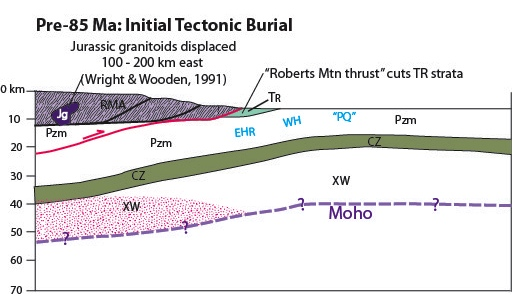 Pre-85 Ma: Initial Tectonic Burial
Jurassic granitoids displaced
100 - 200 km east
(Wright & Wooden, 1991)
"Roberts Mtn thrust" cuts TR strata
TR
0 km
10
20
30
40
50
60
70
RMA
Jg
Pzm
Pzm
EHR
WH
"PQ"
Pzm
CZ
CZ
XW
XW
?
?
?
?
Moho